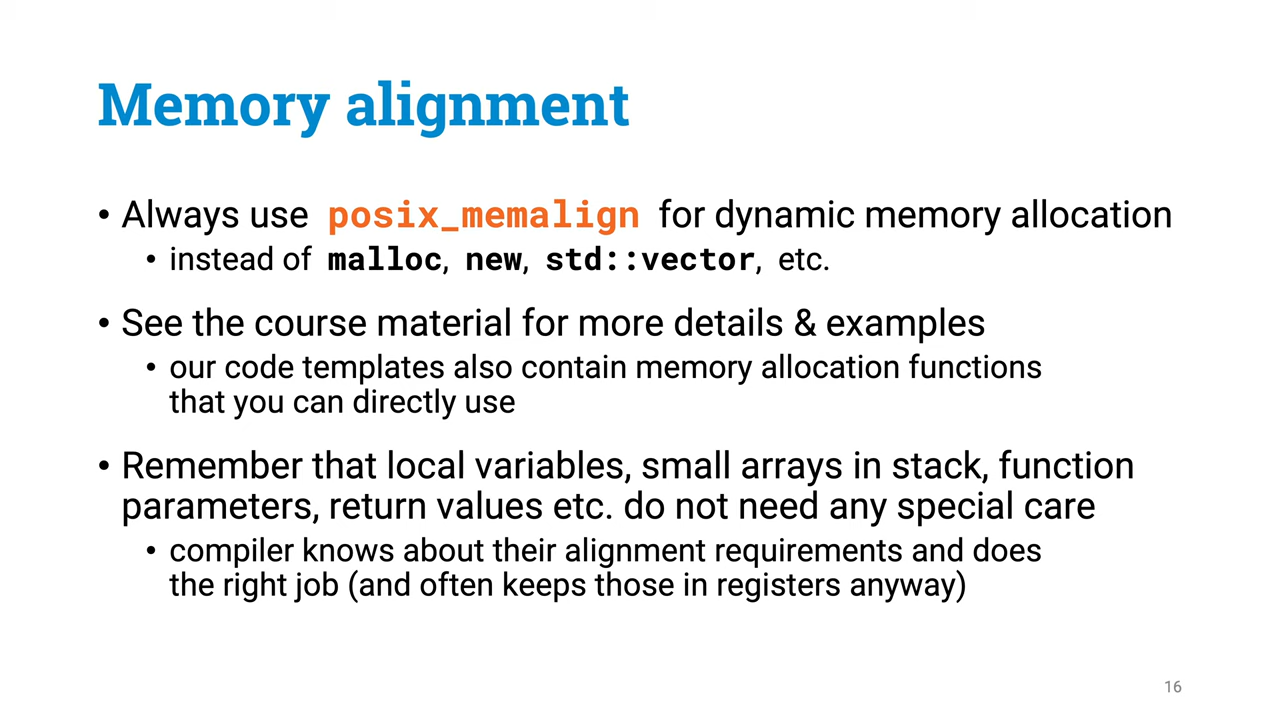 Memory alignment
• Always use posix_memalign for dynamic memory allocation
• instead of malloc, new, std::vector, etc.
• See the course material for more details & examples
• our code templates also contain memory allocation functions
that you can directly use
• Remember that local variables, small arrays in stack, function
parameters, return values etc. do not need any special care
• compiler knows about their alignment requirements and does
the right job (and often keeps those in registers anyway)
16